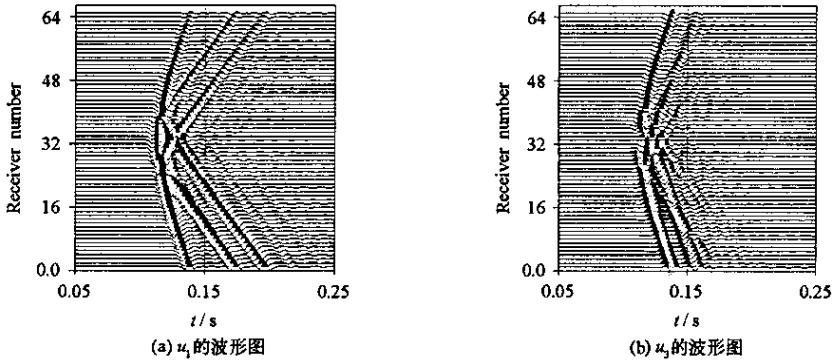 64
48
32
16
0.0
Receiver number
0.05
0.15
0.25
t / s
(a) u₁的波形图
64
48
32
16
0.0
Receiver number
0.05
0.15
0.25
t / s
(b) u₃的波形图